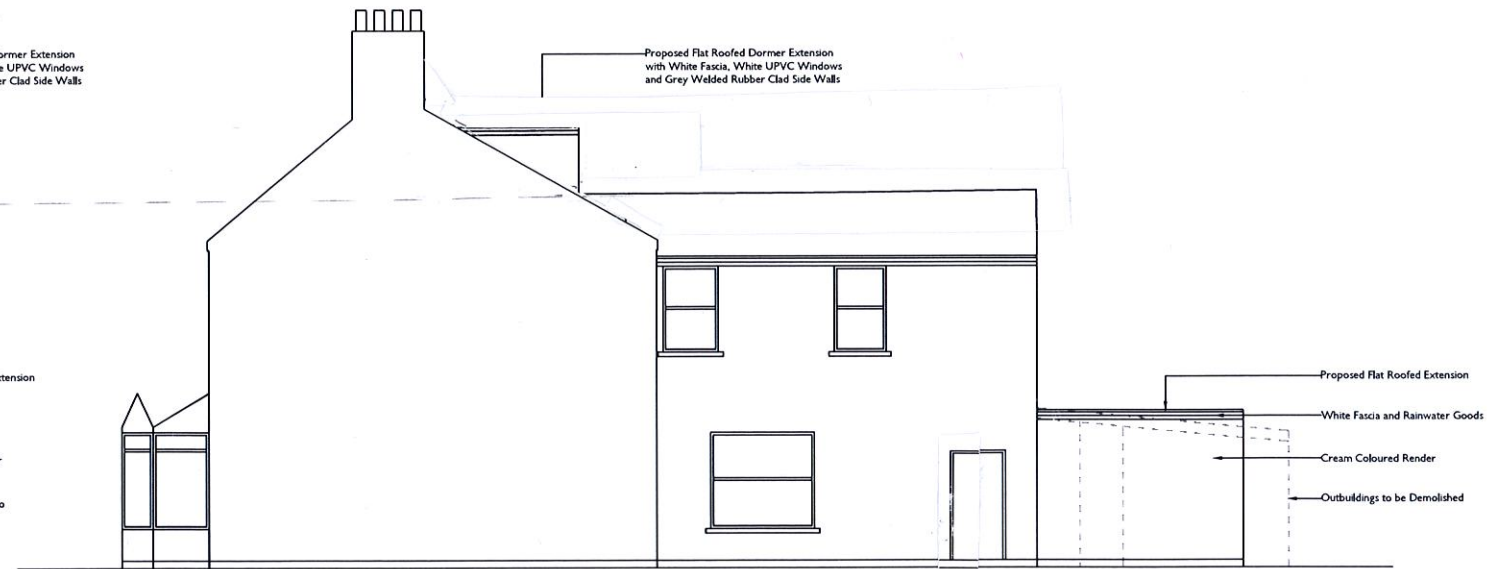 ormer Extension
e UPVC Windows
er Clad Side Walls
Proposed Flat Roofed Dormer Extension
with White Fascia, White UPVC Windows
and Grey Welded Rubber Clad Side Walls
xtension
Proposed Flat Roofed Extension
White Fascia and Rainwater Goods
Cream Coloured Render
Outbuildings to be Demolished